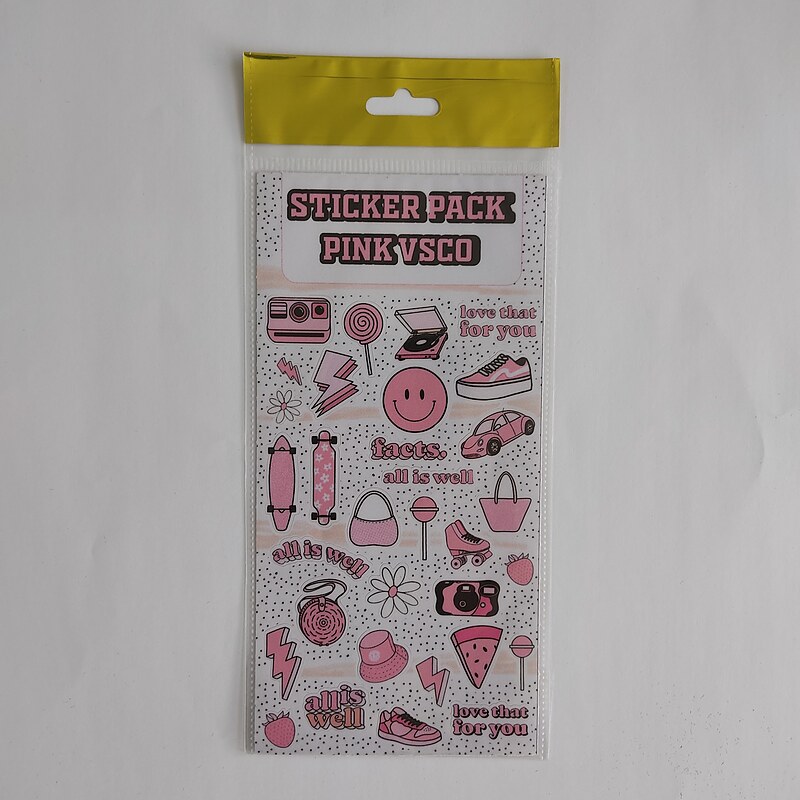 STICKER PACK
PINK VSCO
love that
for you
facts.
all is well
all is well
all is
well
love that
for you